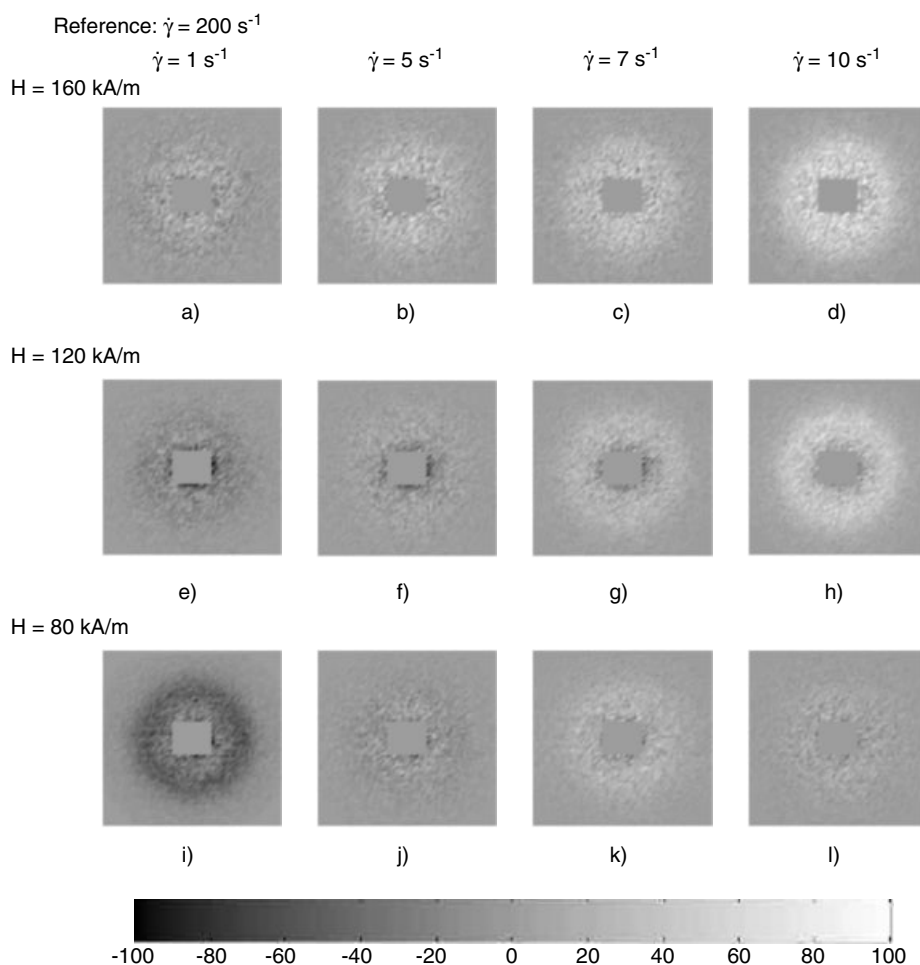 Reference: γ̇ = 200 s⁻¹
γ̇ = 1 s⁻¹ γ̇ = 5 s⁻¹ γ̇ = 7 s⁻¹ γ̇ = 10 s⁻¹
H = 160 kA/m
a) b) c) d)
H = 120 kA/m
e) f) g) h)
H = 80 kA/m
i) j) k) l)
-100 -80 -60 -40 -20 0 20 40 60 80 100